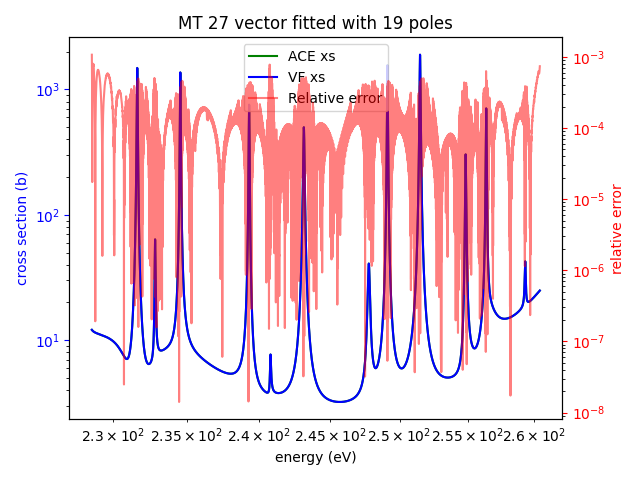 MT 27 vector fitted with 19 poles
ACE xs
VF xs
Relative error
cross section (b)
10³
10²
10¹
relative error
10⁻³
10⁻⁴
10⁻⁵
10⁻⁶
10⁻⁷
10⁻⁸
2.3 × 10² 2.35 × 10² 2.4 × 10² 2.45 × 10² 2.5 × 10² 2.55 × 10² 2.6 × 10²
energy (eV)